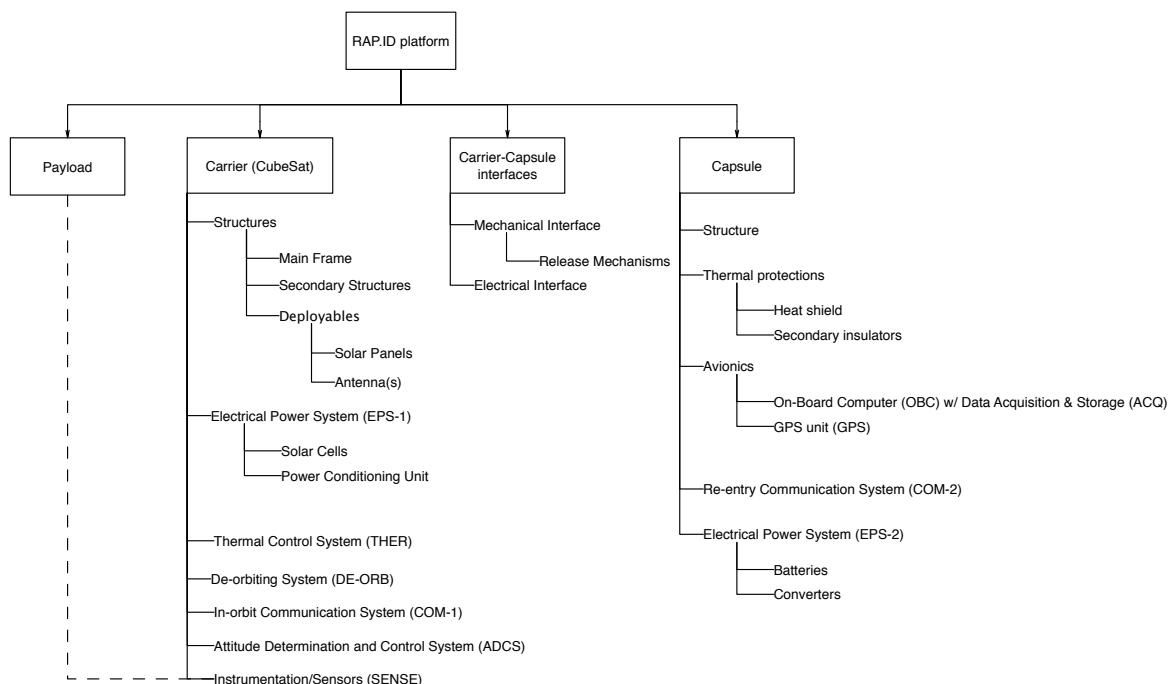 RAP.ID platform
Payload
Carrier (CubeSat)
Carrier-Capsule
interfaces
Capsule
Structures
Main Frame
Secondary Structures
Deployables
Solar Panels
Antenna(s)
Electrical Power System (EPS-1)
Solar Cells
Power Conditioning Unit
Thermal Control System (THER)
De-orbiting System (DE-ORB)
In-orbit Communication System (COM-1)
Attitude Determination and Control System (ADCS)
Instrumentation/Sensors (SENSE)
Mechanical Interface
Release Mechanisms
Electrical Interface
Structure
Thermal protections
Heat shield
Secondary insulators
Avionics
On-Board Computer (OBC) w/ Data Acquisition & Storage (ACQ)
GPS unit (GPS)
Re-entry Communication System (COM-2)
Electrical Power System (EPS-2)
Batteries
Converters